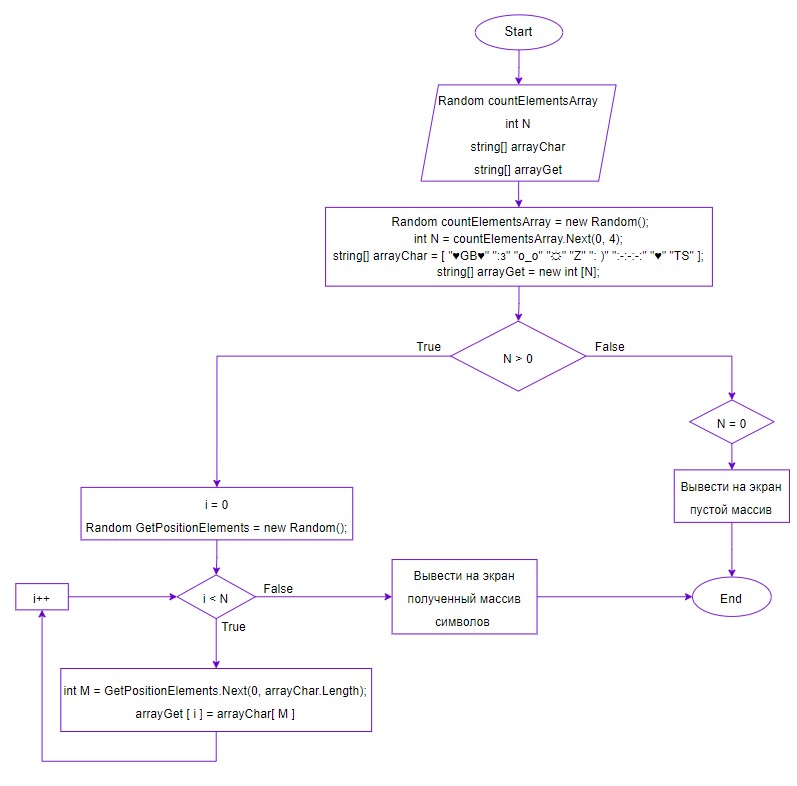 Start
Random countElementsArray
int N
string[] arrayChar
string[] arrayGet
Random countElementsArray = new Random();
int N = countElementsArray.Next(0, 4);
string[] arrayChar = [ "♥GB♥" ":з" "o_o" "☼" "Z" ": )" ":-:-:-:" "♥" "TS" ];
string[] arrayGet = new int [N];
True
N > 0
False
N = 0
Вывести на экран
пустой массив
i = 0
Random GetPositionElements = new Random();
i++
i < N
False
True
Вывести на экран
полученный массив
символов
End
int M = GetPositionElements.Next(0, arrayChar.Length);
arrayGet [ i ] = arrayChar[ M ]